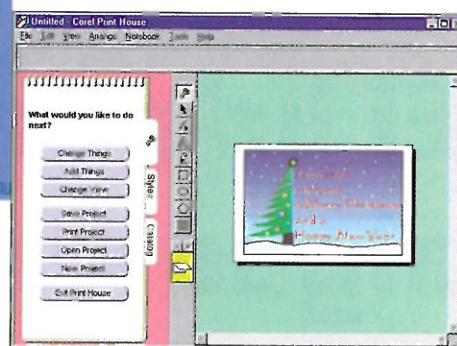 Untitled - Corel Print House
File Edit View Arrange Notebook Tools Help
What would you like to do
next?
Change Things
Add Things
Change View
Save Project
Print Project
Open Project
New Project
Exit Print House
Styles
Catalog
a Merry Christmas
and a
Happy New Year